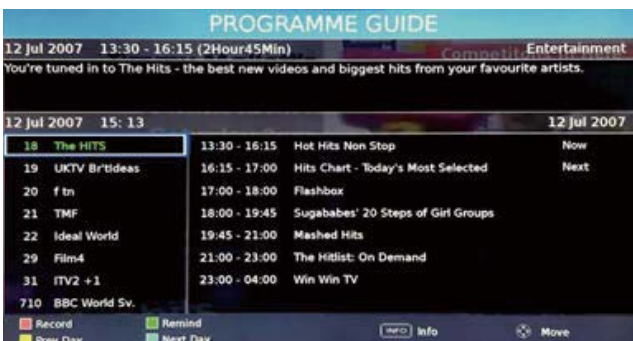 PROGRAMME GUIDE
12 Jul 2007 13:30 - 16:15 (2Hour45Min) Entertainment
You're tuned in to The Hits - the best new videos and biggest hits from your favourite artists.
12 Jul 2007 15: 13 12 Jul 2007
18 The HITS 13:30 - 16:15 Hot Hits Non Stop Now
19 UKTV Br'tIdeas 16:15 - 17:00 Hits Chart - Today's Most Selected Next
20 f tn 17:00 - 18:00 Flashbox
21 TMF 18:00 - 19:45 Sugababes' 20 Steps of Girl Groups
22 Ideal World 19:45 - 21:00 Mashed Hits
29 Film4 21:00 - 23:00 The Hitlist: On Demand
31 ITV2 +1 23:00 - 04:00 Win Win TV
710 BBC World Sv.
Record Remind INFO Info Move
Prev Day Next Day